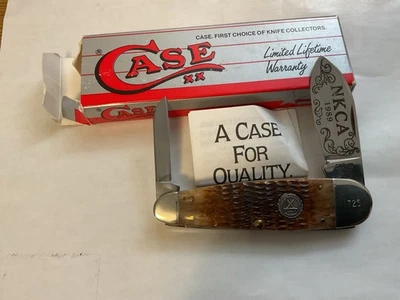 CASE. FIRST CHOICE OF KNIFE COLLECTORS.
CASE
XX
®
Limited Lifetime
Warranty
A CASE
FOR
QUALITY.
NKCA
1989
725